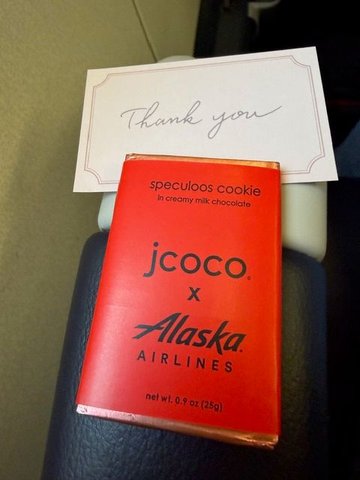 Thank you
speculoos cookie
in creamy milk chocolate
jcoco®
x
Alaska®
AIRLINES
net wt. 0.9 oz (25g)